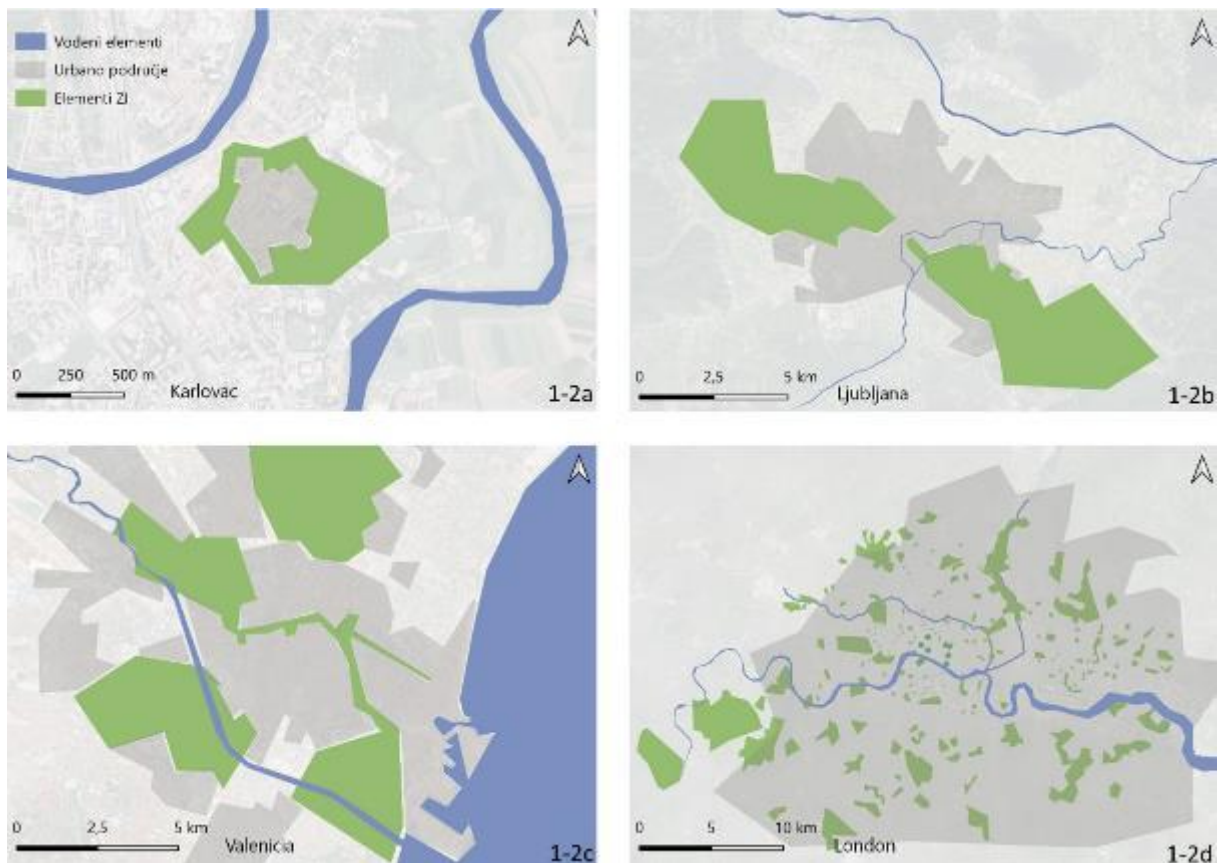 Vodeni elementi
Urbano područje
Elementi ZI
0 250 500 m
Karlovac
1-2a
0 2,5 5 km
Ljubljana
1-2b
0 2,5 5 km
Valenicia
1-2c
0 5 10 km
London
1-2d